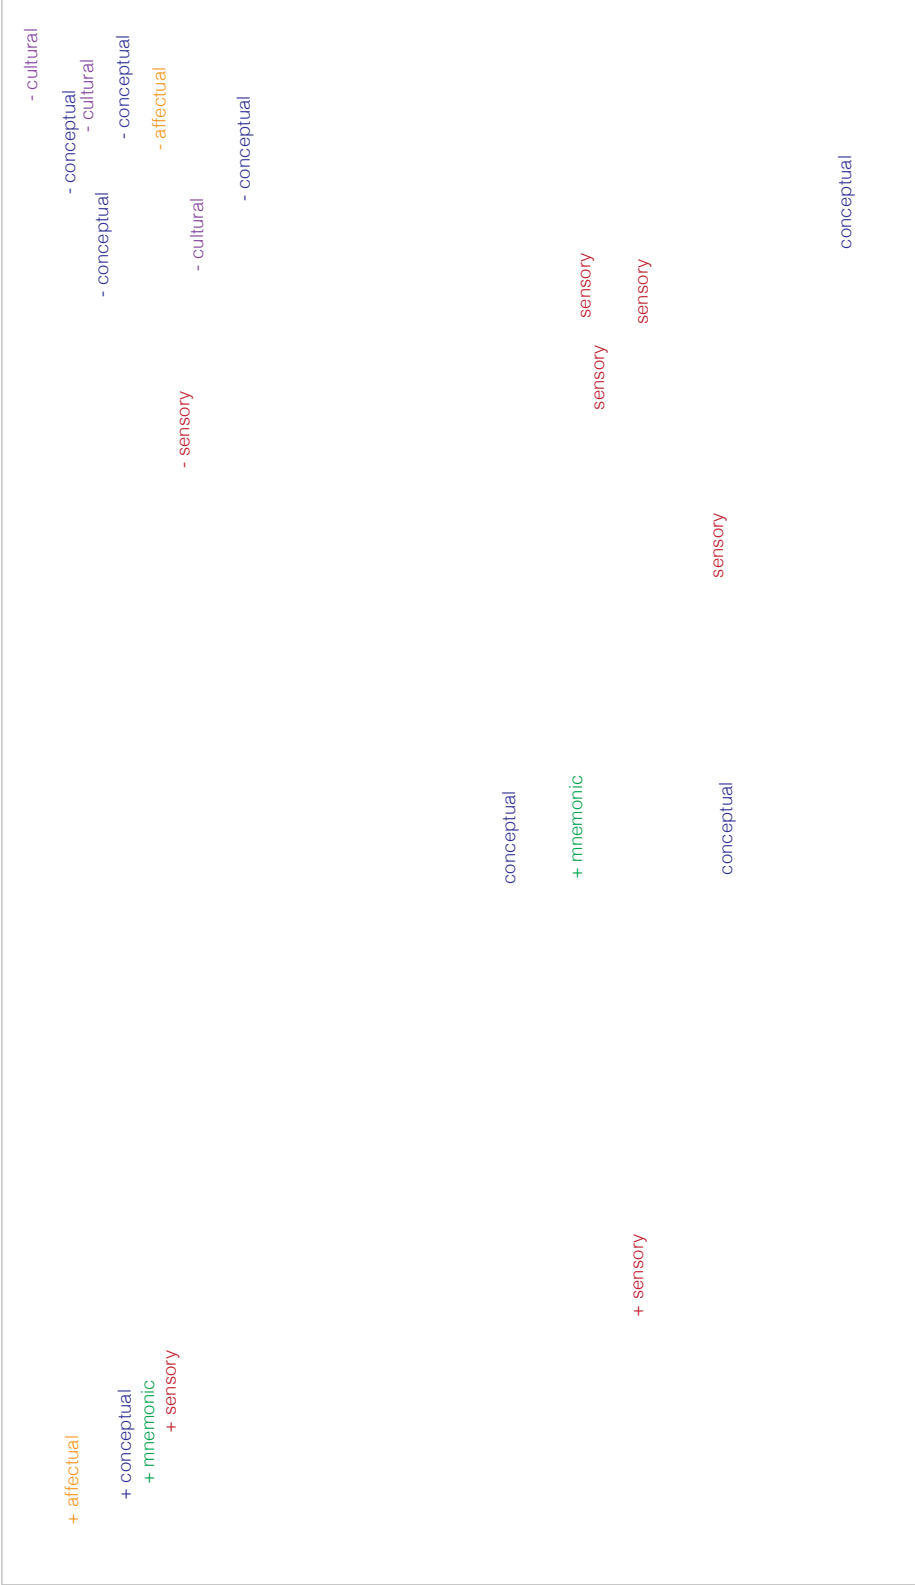 - cultural
+ affectual
- conceptual
- cultural
- conceptual
+ conceptual
- conceptual
+ mnemonic
- affectual
+ sensory
- sensory
- cultural
- conceptual
conceptual
+ mnemonic
sensory
sensory
+ sensory
sensory
sensory
conceptual
conceptual